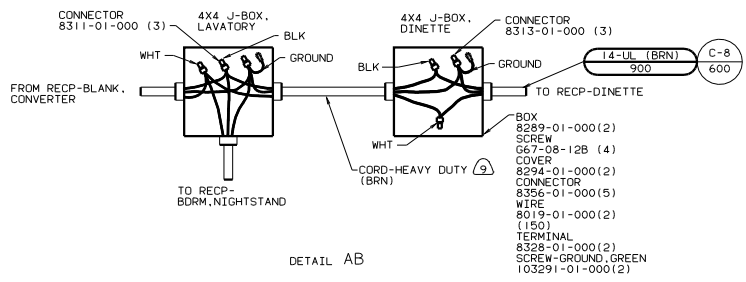 CONNECTOR
8311-01-000 (3)
4X4 J-BOX,
LAVATORY
BLK
WHT
GROUND
FROM RECP-BLANK,
CONVERTER
TO RECP-
BDRM,NIGHTSTAND
4X4 J-BOX,
DINETTE
CONNECTOR
8313-01-000 (3)
BLK
GROUND
WHT
14-UL (BRN)
900
C-8
600
TO RECP-DINETTE
CORD-HEAVY DUTY 9
(BRN)
BOX
8289-01-000(2)
SCREW
G67-08-12B (4)
COVER
8294-01-000(2)
CONNECTOR
8356-01-000(5)
WIRE
8019-01-000
(150)
TERMINAL
8328-01-000(2)
SCREW-GROUND,GREEN
103291-01-000(2)
DETAIL AB